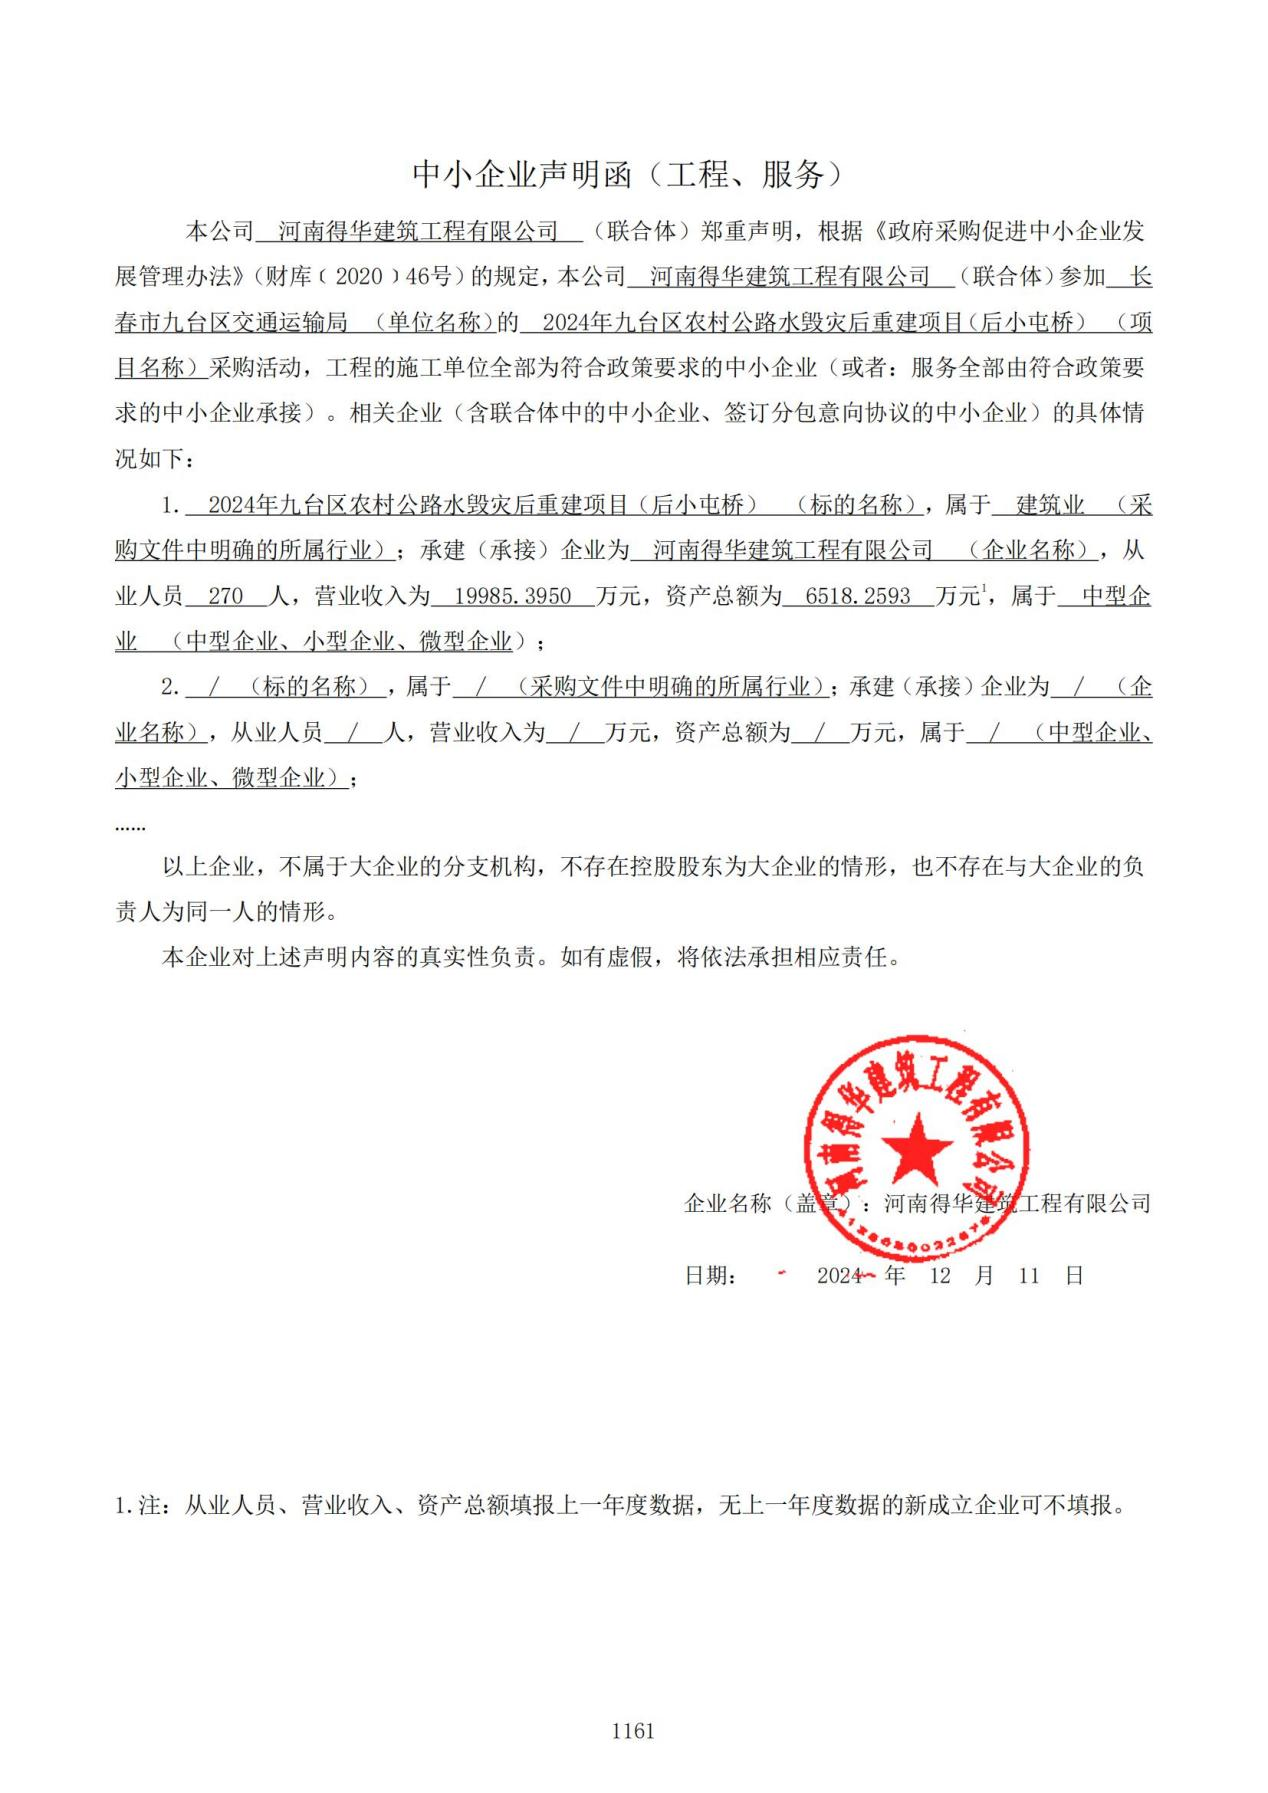 中小企业声明函（工程、服务）
本公司 河南得华建筑工程有限公司 （联合体）郑重声明，根据《政府采购促进中小企业发
展管理办法》（财库﹝2020﹞46号）的规定，本公司 河南得华建筑工程有限公司 （联合体）参加 长
春市九台区交通运输局 （单位名称）的 2024年九台区农村公路水毁灾后重建项目（后小屯桥） （项
目名称）采购活动，工程的施工单位全部为符合政策要求的中小企业（或者：服务全部由符合政策要
求的中小企业承接）。相关企业（含联合体中的中小企业、签订分包意向协议的中小企业）的具体情
况如下：
1. 2024年九台区农村公路水毁灾后重建项目（后小屯桥） （标的名称），属于 建筑业 （采
购文件中明确的所属行业）；承建（承接）企业为 河南得华建筑工程有限公司 （企业名称），从
业人员 270 人，营业收入为 19985.3950 万元，资产总额为 6518.2593 万元¹，属于 中型企
业 （中型企业、小型企业、微型企业）；
2. / （标的名称），属于 / （采购文件中明确的所属行业）；承建（承接）企业为 / （企
业名称），从业人员 / 人，营业收入为 / 万元，资产总额为 / 万元，属于 / （中型企业、
小型企业、微型企业）；
……
以上企业，不属于大企业的分支机构，不存在控股股东为大企业的情形，也不存在与大企业的负
责人为同一人的情形。
本企业对上述声明内容的真实性负责。如有虚假，将依法承担相应责任。
河南得华建筑工程有限公司
企业名称（盖章）：河南得华建筑工程有限公司
日期： 2024 年 12 月 11 日
1.注：从业人员、营业收入、资产总额填报上一年度数据，无上一年度数据的新成立企业可不填报。
1161